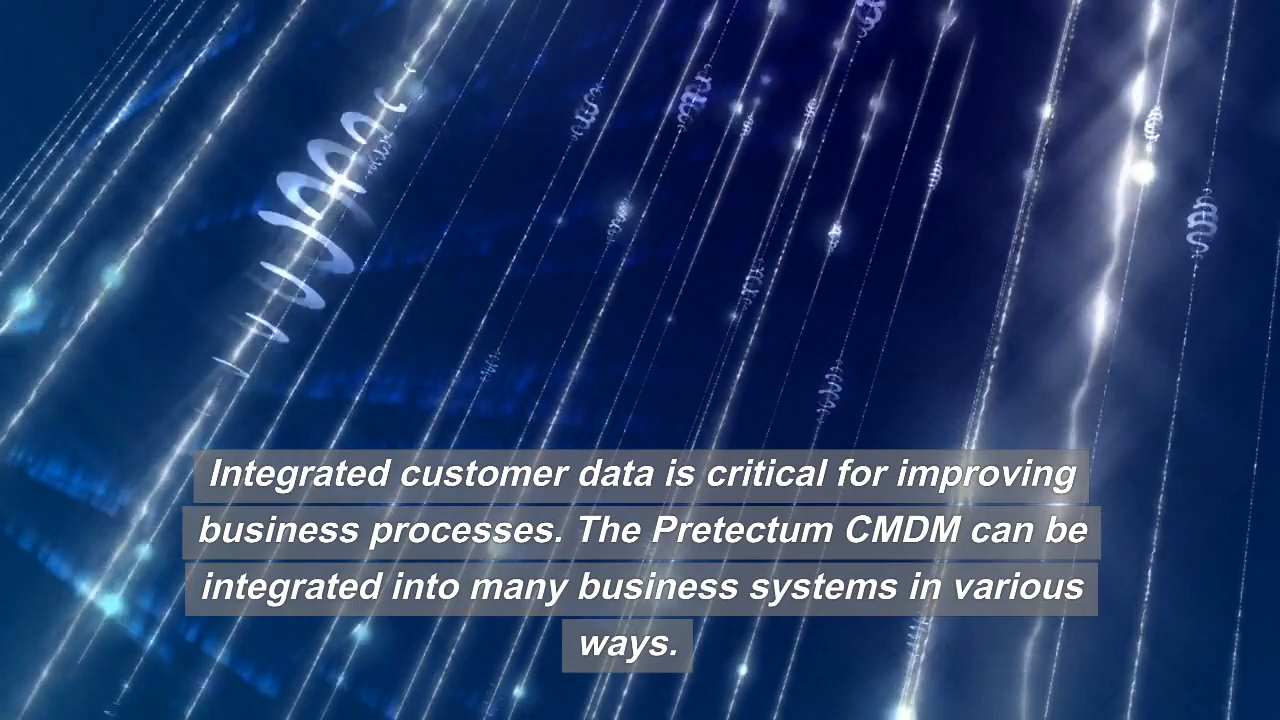 Integrated customer data is critical for improving
business processes. The Pretectum CMDM can be
integrated into many business systems in various
ways.